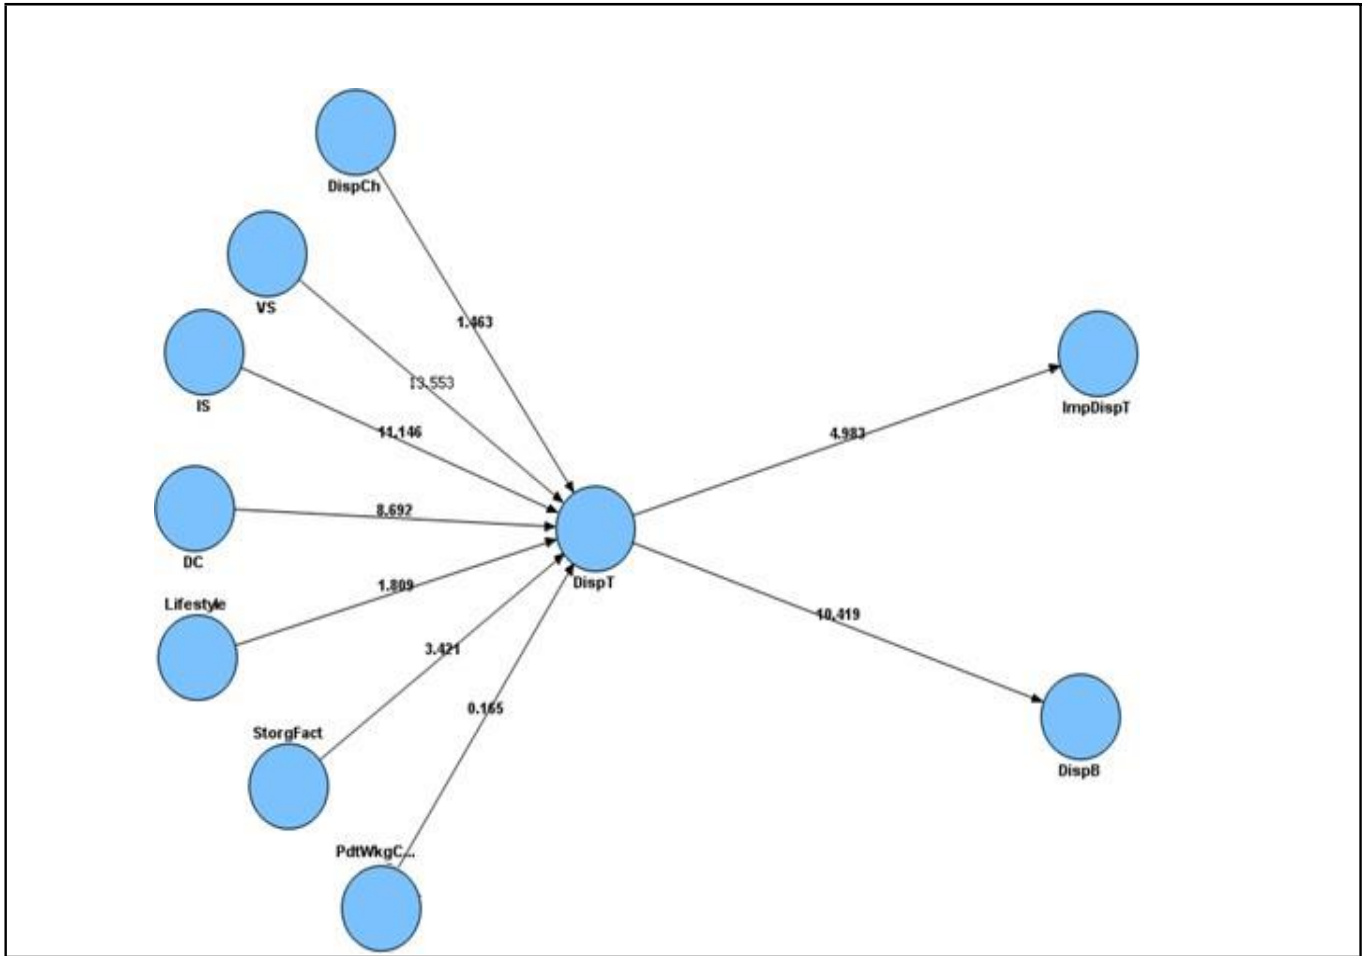 DispCh
1.463
VS
13.553
IS
11.146
DC
8.692
Lifestyle
1.809
StorgFact
3.421
PdtWkgC...
0.165
DispT
4.983
ImpDispT
10.419
DispB